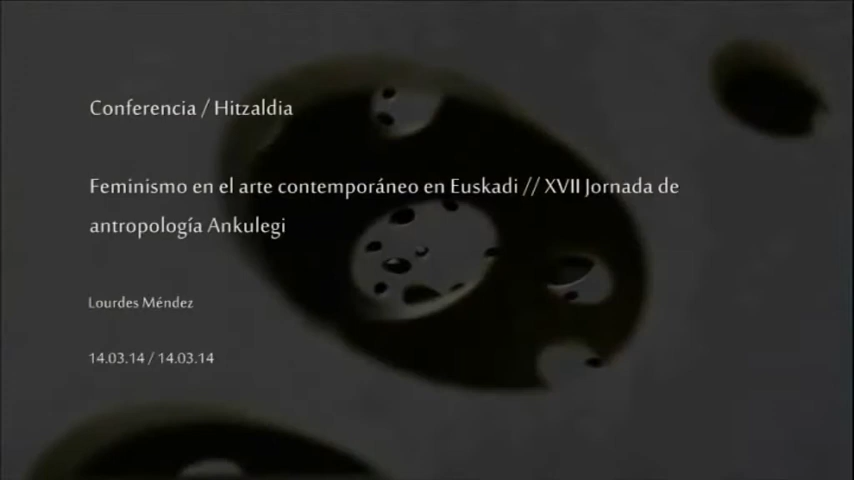 Conferencia / Hitzaldia
Feminismo en el arte contemporáneo en Euskadi // XVII Jornada de
antropología Ankulegi
Lourdes Méndez
14.03.14 / 14.03.14